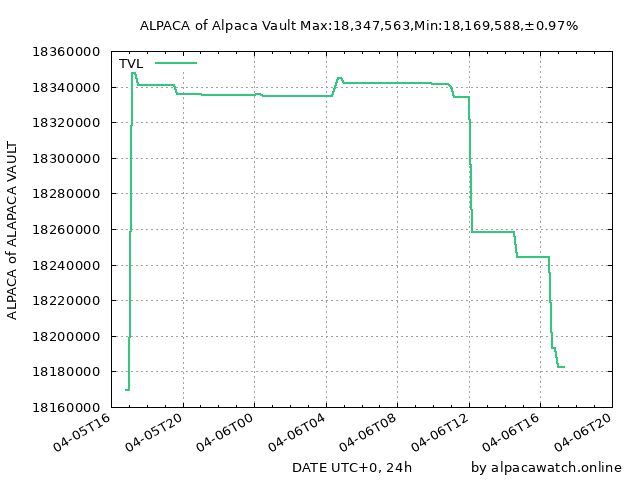 ALPACA of Alpaca Vault Max:18,347,563,Min:18,169,588,±0.97%
TVL
18360000
18340000
18320000
18300000
18280000
18260000
18240000
18220000
18200000
18180000
18160000
ALPACA of ALAPACA VAULT
04-05T16
04-05T20
04-06T00
04-06T04
04-06T08
04-06T12
04-06T16
04-06T20
DATE UTC+0, 24h
by alpacawatch.online